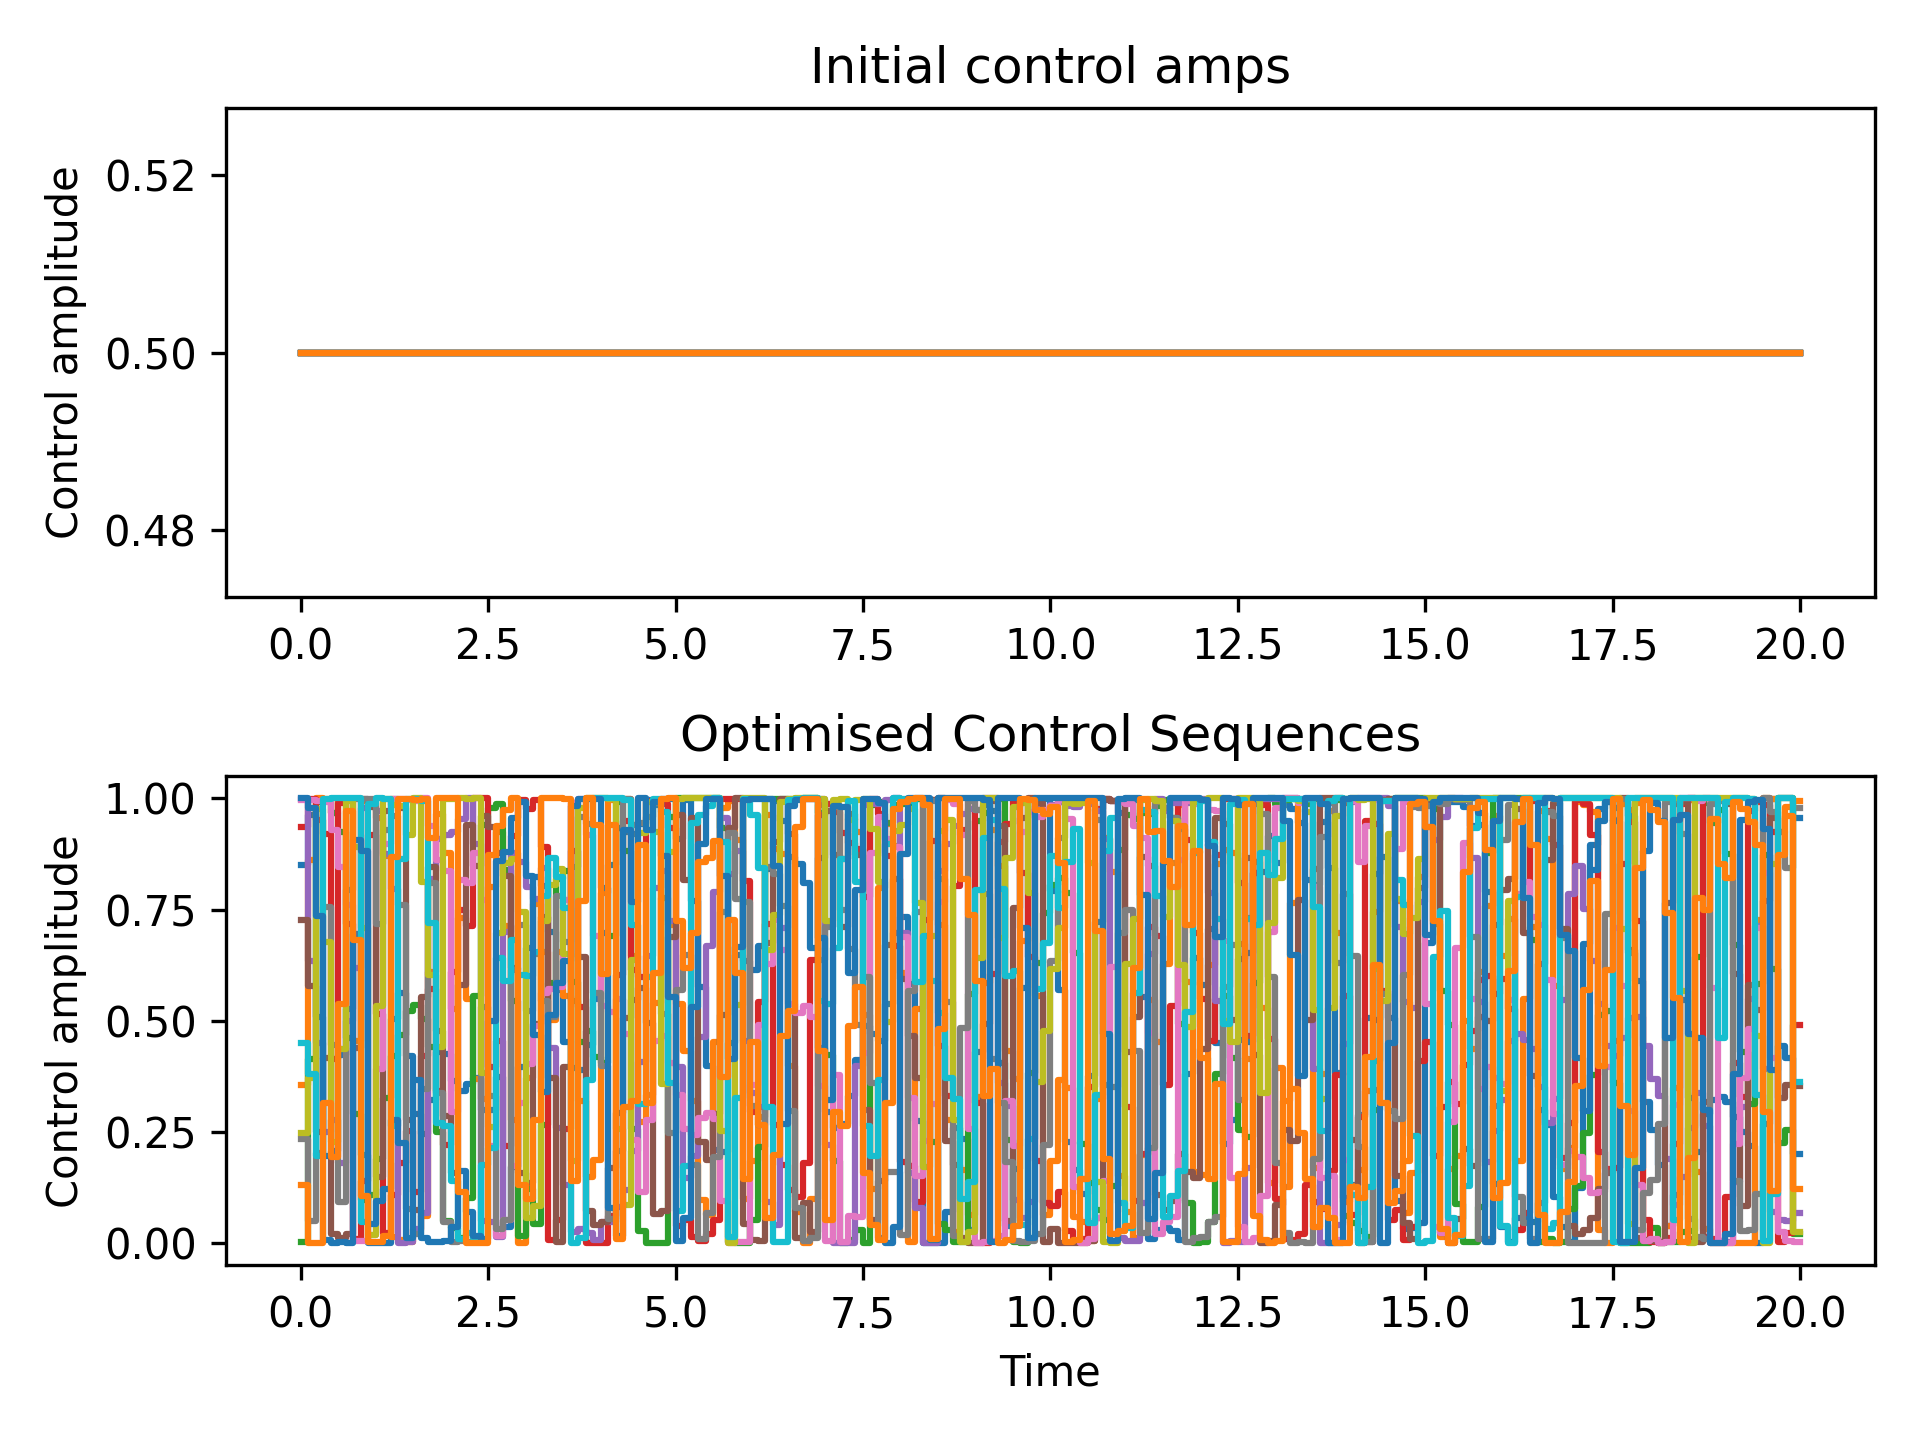 Initial control amps
Control amplitude
0.52
0.50
0.48
0.0 2.5 5.0 7.5 10.0 12.5 15.0 17.5 20.0
Optimised Control Sequences
Control amplitude
1.00
0.75
0.50
0.25
0.00
0.0 2.5 5.0 7.5 10.0 12.5 15.0 17.5 20.0
Time